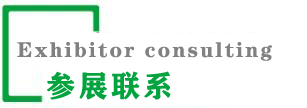 Exhibitor consulting
参展联系